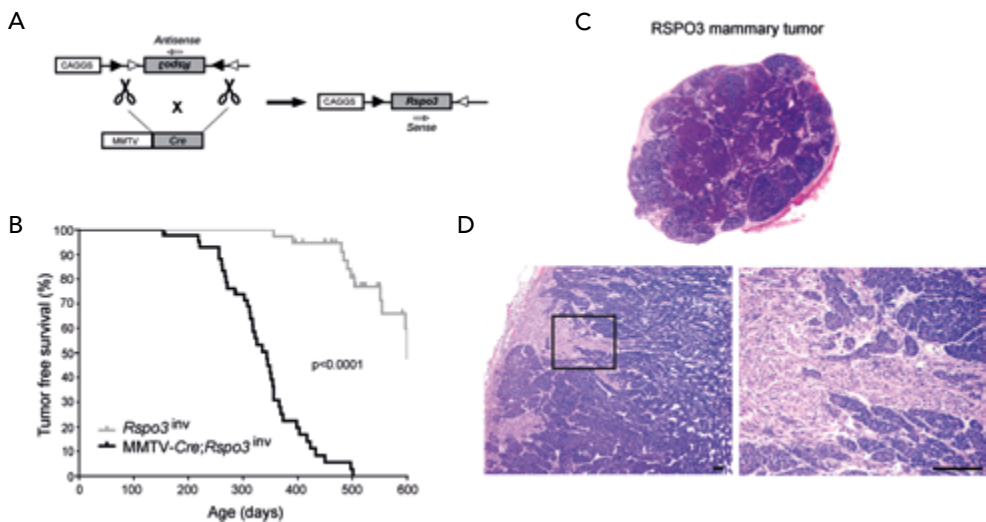 A
Antisense
CAGGS
Rspo3
MMTV Cre
x
CAGGS Rspo3
Sense
B
Tumor free survival (%)
100
90
80
70
60
50
40
30
20
10
0
p<0.0001
Rspo3 inv
MMTV-Cre;Rspo3 inv
0 100 200 300 400 500 600
Age (days)
C
RSPO3 mammary tumor
D